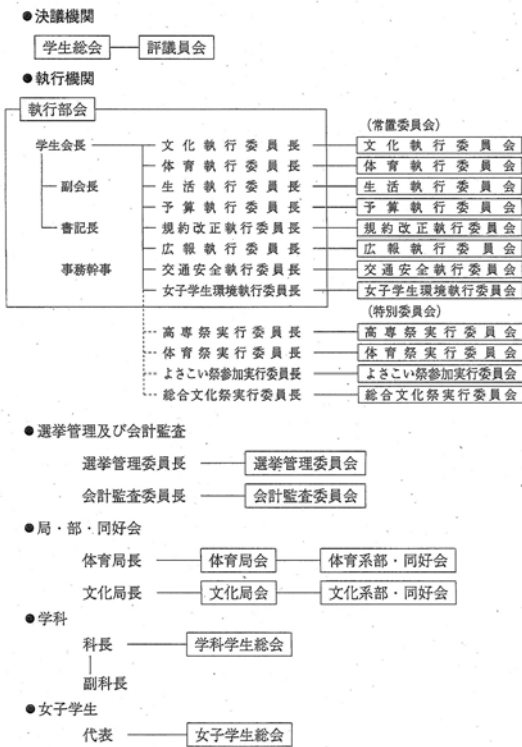 ●決議機関
学生総会 評議員会
●執行機関
執行部会
(常置委員会)
学生会長 文化執行委員長 文化執行委員会
体育執行委員長 体育執行委員会
副会長 生活執行委員長 生活執行委員会
予算執行委員長 予算執行委員会
書記長 規約改正執行委員長 規約改正執行委員会
広報執行委員長 広報執行委員会
事務幹事 交通安全執行委員長 交通安全執行委員会
女子学生環境執行委員長 女子学生環境執行委員会
(特別委員会)
高専祭実行委員長 高専祭実行委員会
体育祭実行委員長 体育祭実行委員会
よさこい祭参加実行委員長 よさこい祭参加実行委員会
総合文化祭実行委員長 総合文化祭実行委員会
●選挙管理及び会計監査
選挙管理委員長 選挙管理委員会
会計監査委員長 会計監査委員会
●局・部・同好会
体育局長 体育局会 体育系部・同好会
文化局長 文化局会 文化系部・同好会
●学科
科長 学科学生総会
副科長
●女子学生
代表 女子学生総会